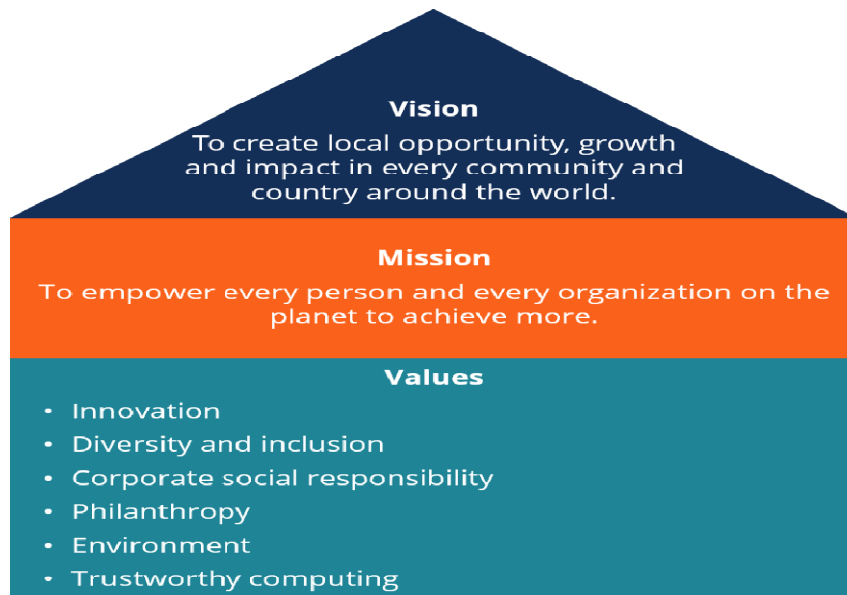 Vision
To create local opportunity, growth
and impact in every community and
country around the world.
Mission
To empower every person and every organization on the
planet to achieve more.
Values
• Innovation
• Diversity and inclusion
• Corporate social responsibility
• Philanthropy
• Environment
• Trustworthy computing